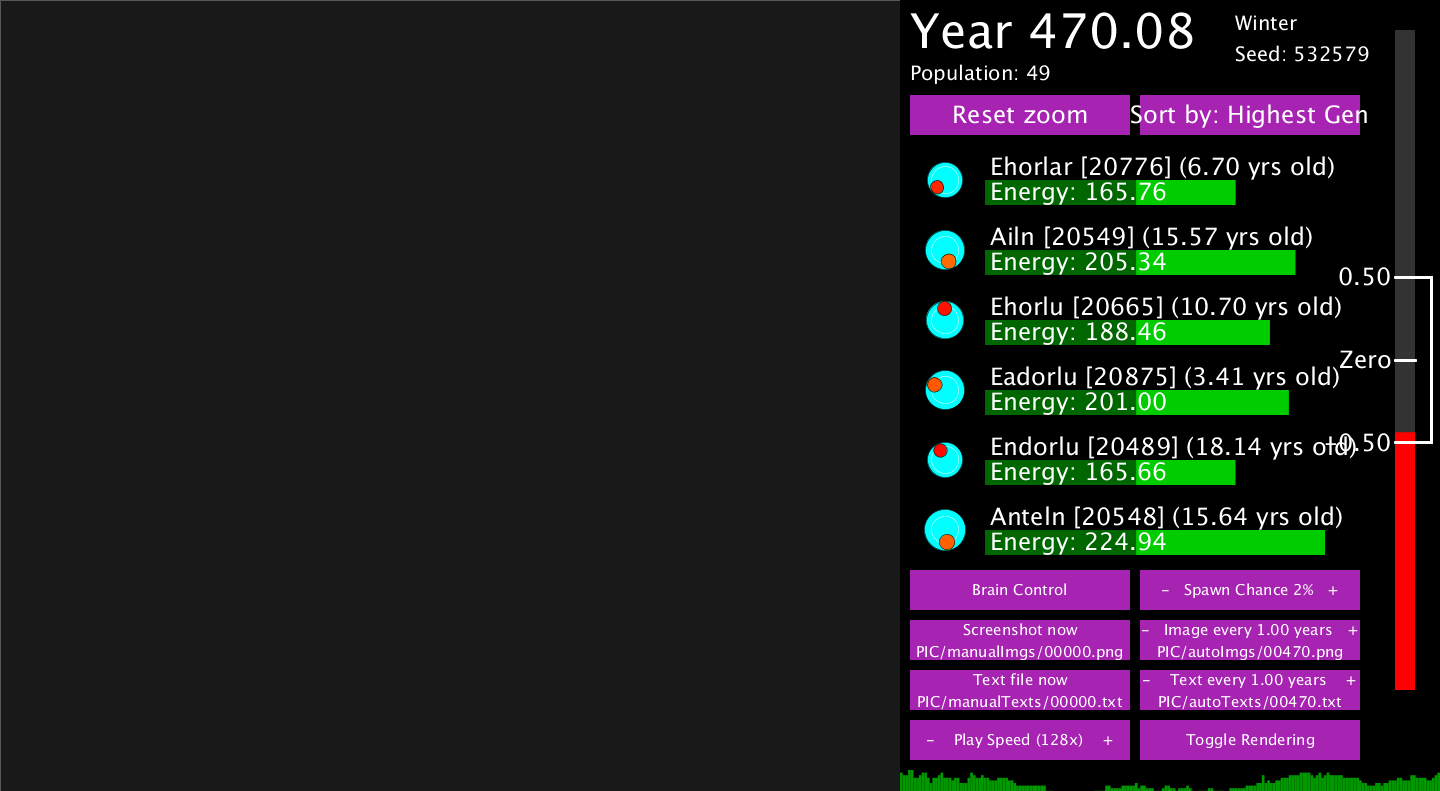 Year 470.08
Winter
Seed: 532579
Population: 49
Reset zoom
Sort by: Highest Gen
Ehorlar [20776] (6.70 yrs old)
Energy: 165.76
Ailn [20549] (15.57 yrs old)
Energy: 205.34
0.50
Ehorlu [20665] (10.70 yrs old)
Energy: 188.46
Zero
Eadorlu [20875] (3.41 yrs old)
Energy: 201.00
Endorlu [20489] (18.14 yrs old)
-0.50
Energy: 165.66
Anteln [20548] (15.64 yrs old)
Energy: 224.94
Brain Control
- Spawn Chance 2% +
Screenshot now
PIC/manualImgs/00000.png
- Image every 1.00 years +
PIC/autoImgs/00470.png
Text file now
PIC/manualTexts/00000.txt
- Text every 1.00 years +
PIC/autoTexts/00470.txt
- Play Speed (128x) +
Toggle Rendering